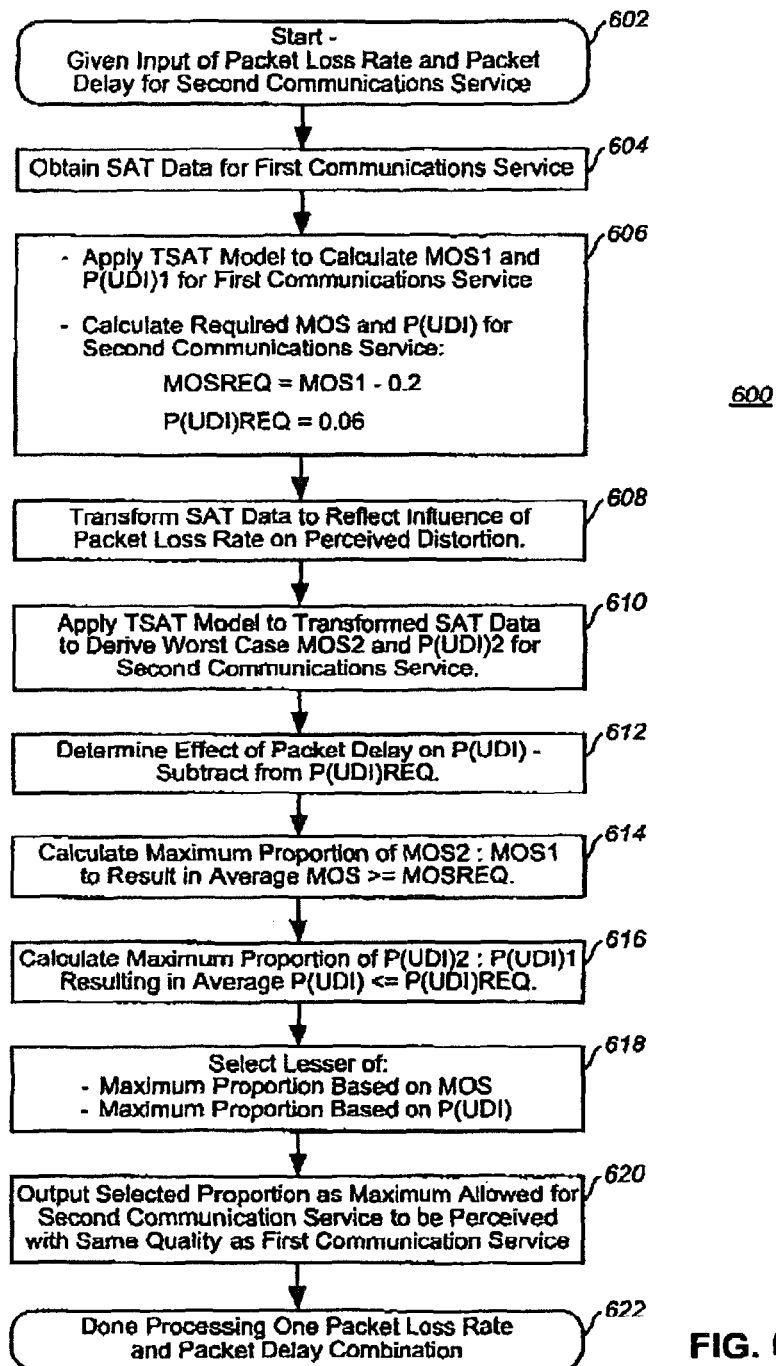 602
Start -
Given Input of Packet Loss Rate and Packet
Delay for Second Communications Service
604
Obtain SAT Data for First Communications Service
606
- Apply TSAT Model to Calculate MOS1 and
P(UDI)1 for First Communications Service
- Calculate Required MOS and P(UDI) for
Second Communications Service:
MOSREQ = MOS1 - 0.2
P(UDI)REQ = 0.06
600
608
Transform SAT Data to Reflect Influence of
Packet Loss Rate on Perceived Distortion.
610
Apply TSAT Model to Transformed SAT Data
to Derive Worst Case MOS2 and P(UDI)2 for
Second Communications Service.
612
Determine Effect of Packet Delay on P(UDI) -
Subtract from P(UDI)REQ.
614
Calculate Maximum Proportion of MOS2 : MOS1
to Result in Average MOS >= MOSREQ.
616
Calculate Maximum Proportion of P(UDI)2 : P(UDI)1
Resulting in Average P(UDI) <= P(UDI)REQ.
618
Select Lesser of:
- Maximum Proportion Based on MOS
- Maximum Proportion Based on P(UDI)
620
Output Selected Proportion as Maximum Allowed for
Second Communication Service to be Perceived
with Same Quality as First Communication Service
622
Done Processing One Packet Loss Rate
and Packet Delay Combination
FIG.